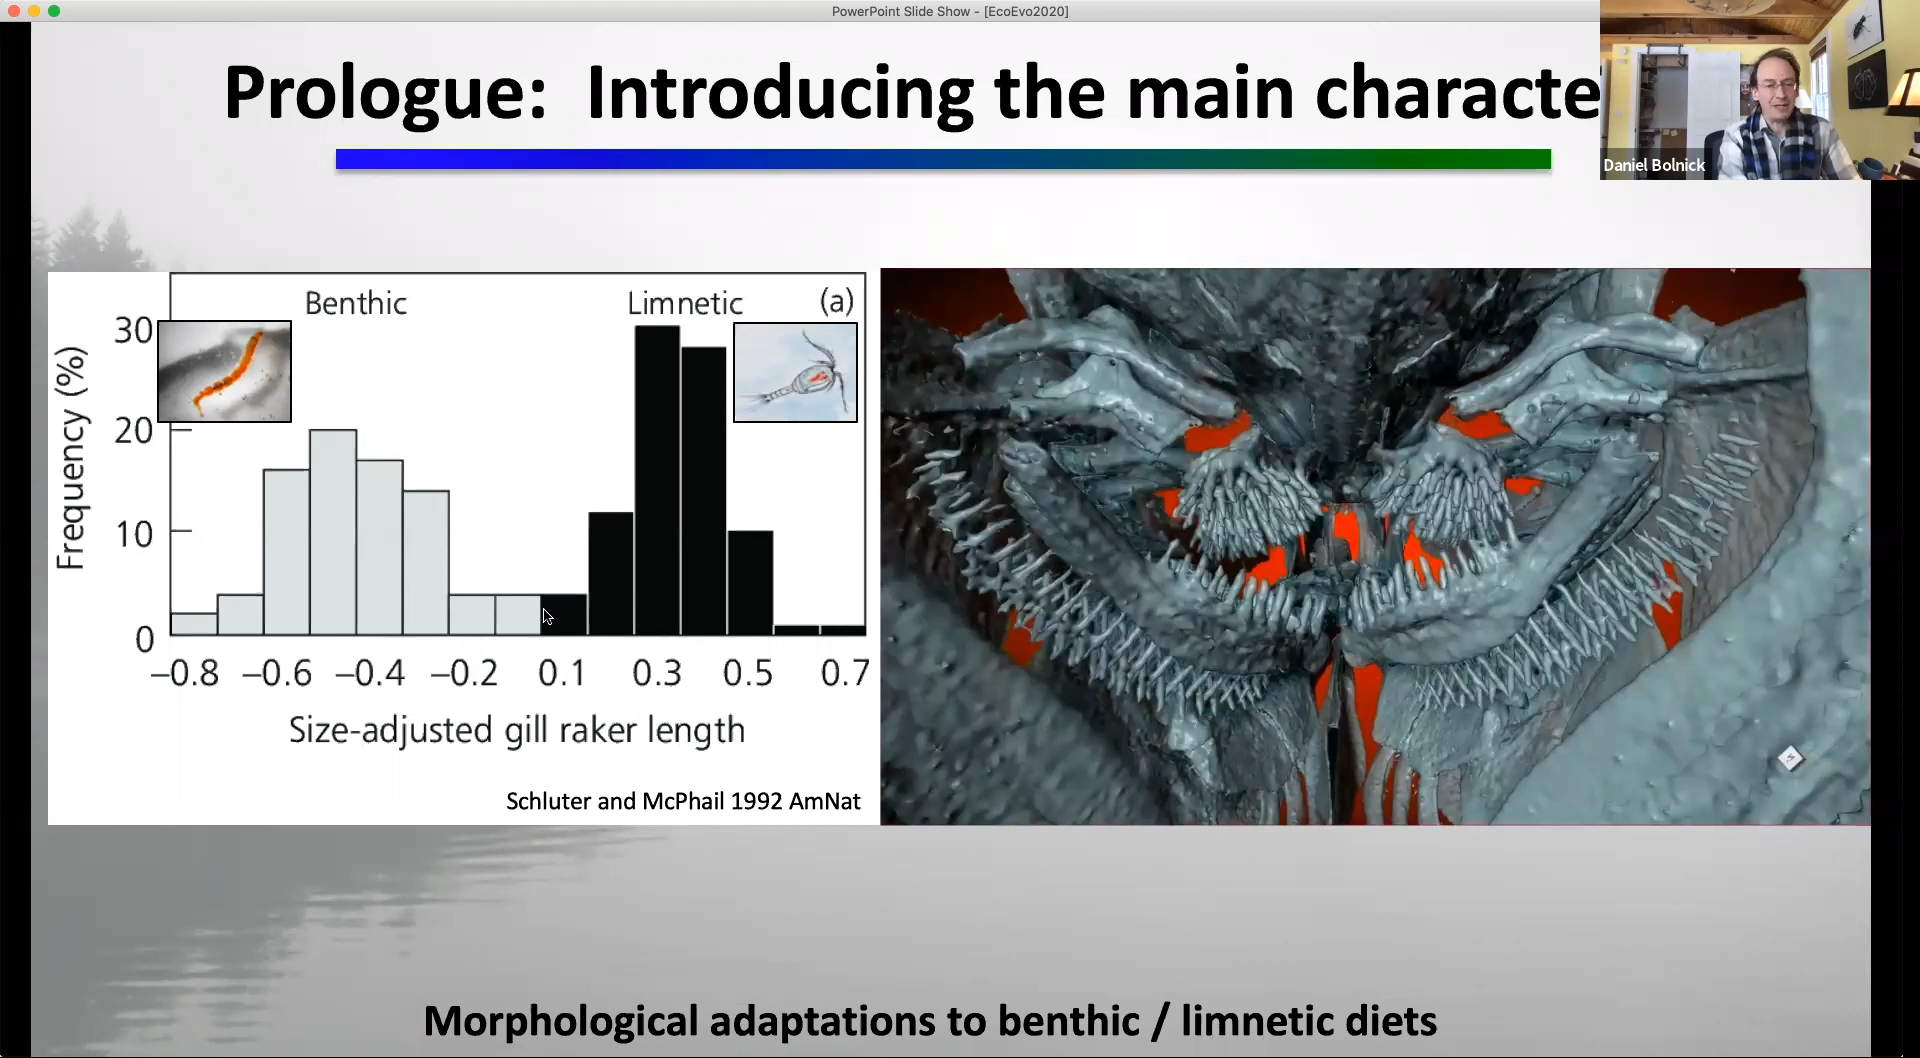 PowerPoint Slide Show - [EcoEvo2020]
Prologue: Introducing the main characte
Daniel Bolnick
Benthic
Limnetic
(a)
30
20
10
0
Frequency (%)
–0.8 –0.6 –0.4 –0.2 0.1 0.3 0.5 0.7
Size-adjusted gill raker length
Schluter and McPhail 1992 AmNat
Morphological adaptations to benthic / limnetic diets